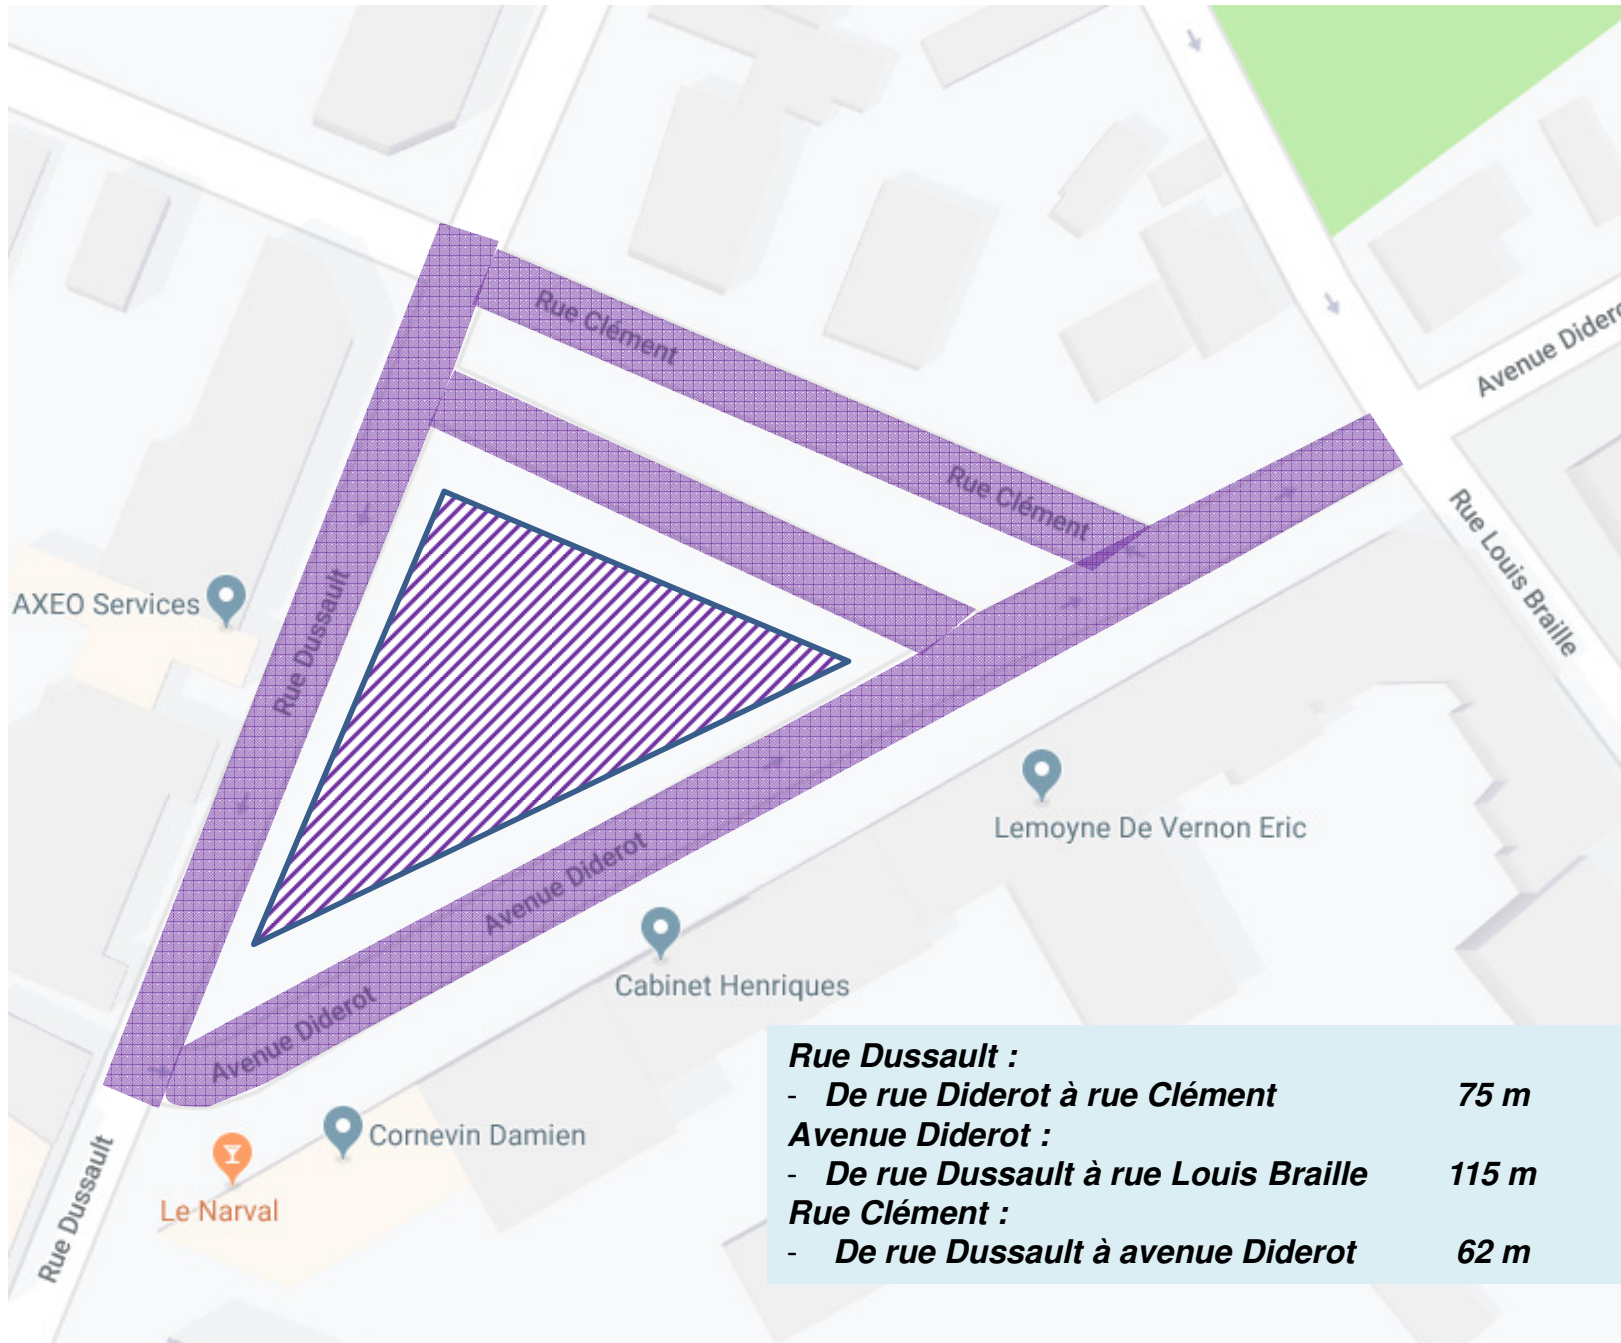 Rue Clément
Avenue Didero
Rue Clément
Rue Louis Braille
AXEO Services
Rue Dussault
Lemoyne De Vernon Eric
Avenue Diderot
Cabinet Henriques
Avenue Diderot
Cornevin Damien
Le Narval
Rue Dussault
Rue Dussault :
- De rue Diderot à rue Clément 75 m
Avenue Diderot :
- De rue Dussault à rue Louis Braille 115 m
Rue Clément :
- De rue Dussault à avenue Diderot 62 m